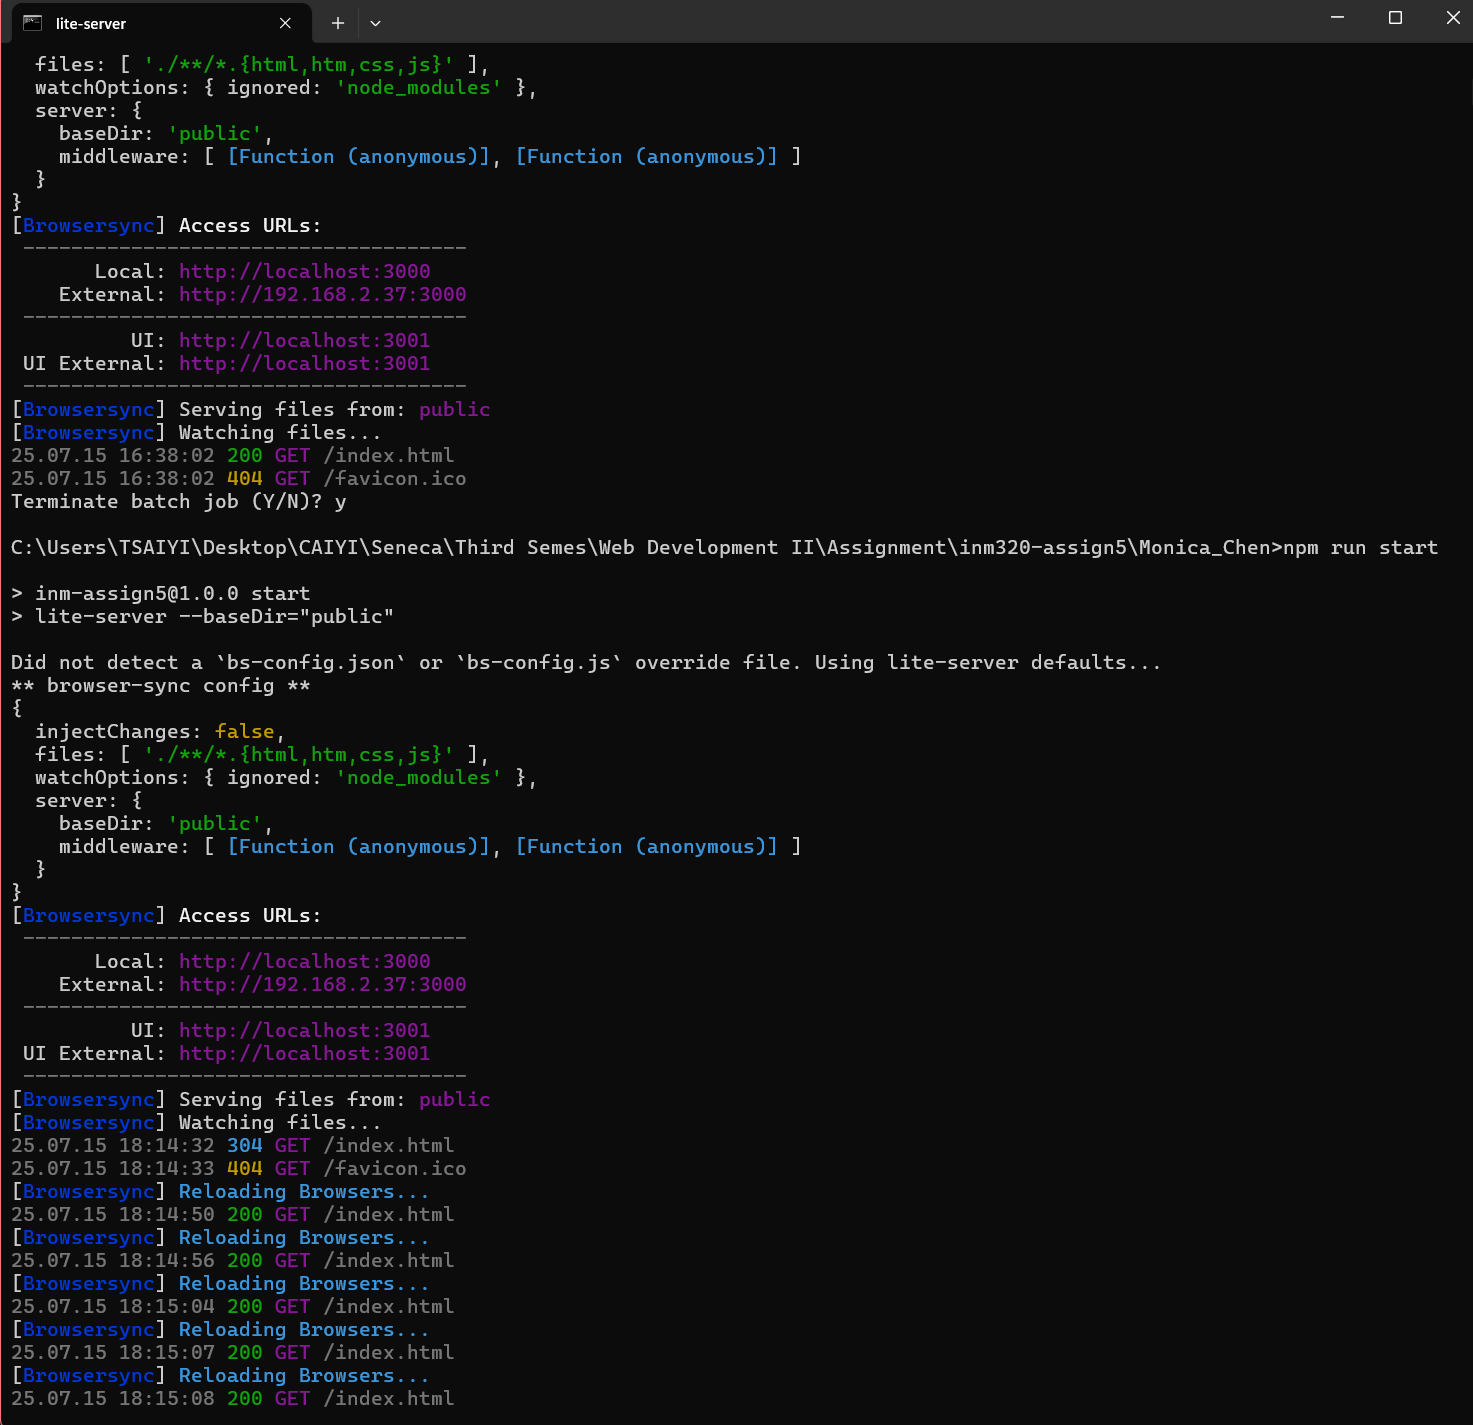 lite-server
  files: [ './**/*.{html,htm,css,js}' ],
  watchOptions: { ignored: 'node_modules' },
  server: {
    baseDir: 'public',
    middleware: [ [Function (anonymous)], [Function (anonymous)] ]
  }
}
[Browsersync] Access URLs:
 -------------------------------------
       Local: http://localhost:3000
    External: http://192.168.2.37:3000
 -------------------------------------
          UI: http://localhost:3001
 UI External: http://localhost:3001
 -------------------------------------
[Browsersync] Serving files from: public
[Browsersync] Watching files...
25.07.15 16:38:02 200 GET /index.html
25.07.15 16:38:02 404 GET /favicon.ico
Terminate batch job (Y/N)? y
C:\Users\TSAIYI\Desktop\CAIYI\Seneca\Third Semes\Web Development II\Assignment\inm320-assign5\Monica_Chen>npm run start
> inm-assign5@1.0.0 start
> lite-server --baseDir="public"
Did not detect a `bs-config.json` or `bs-config.js` override file. Using lite-server defaults...
** browser-sync config **
{
  injectChanges: false,
  files: [ './**/*.{html,htm,css,js}' ],
  watchOptions: { ignored: 'node_modules' },
  server: {
    baseDir: 'public',
    middleware: [ [Function (anonymous)], [Function (anonymous)] ]
  }
}
[Browsersync] Access URLs:
 -------------------------------------
       Local: http://localhost:3000
    External: http://192.168.2.37:3000
 -------------------------------------
          UI: http://localhost:3001
 UI External: http://localhost:3001
 -------------------------------------
[Browsersync] Serving files from: public
[Browsersync] Watching files...
25.07.15 18:14:32 304 GET /index.html
25.07.15 18:14:33 404 GET /favicon.ico
[Browsersync] Reloading Browsers...
25.07.15 18:14:50 200 GET /index.html
[Browsersync] Reloading Browsers...
25.07.15 18:14:56 200 GET /index.html
[Browsersync] Reloading Browsers...
25.07.15 18:15:04 200 GET /index.html
[Browsersync] Reloading Browsers...
25.07.15 18:15:07 200 GET /index.html
[Browsersync] Reloading Browsers...
25.07.15 18:15:08 200 GET /index.html